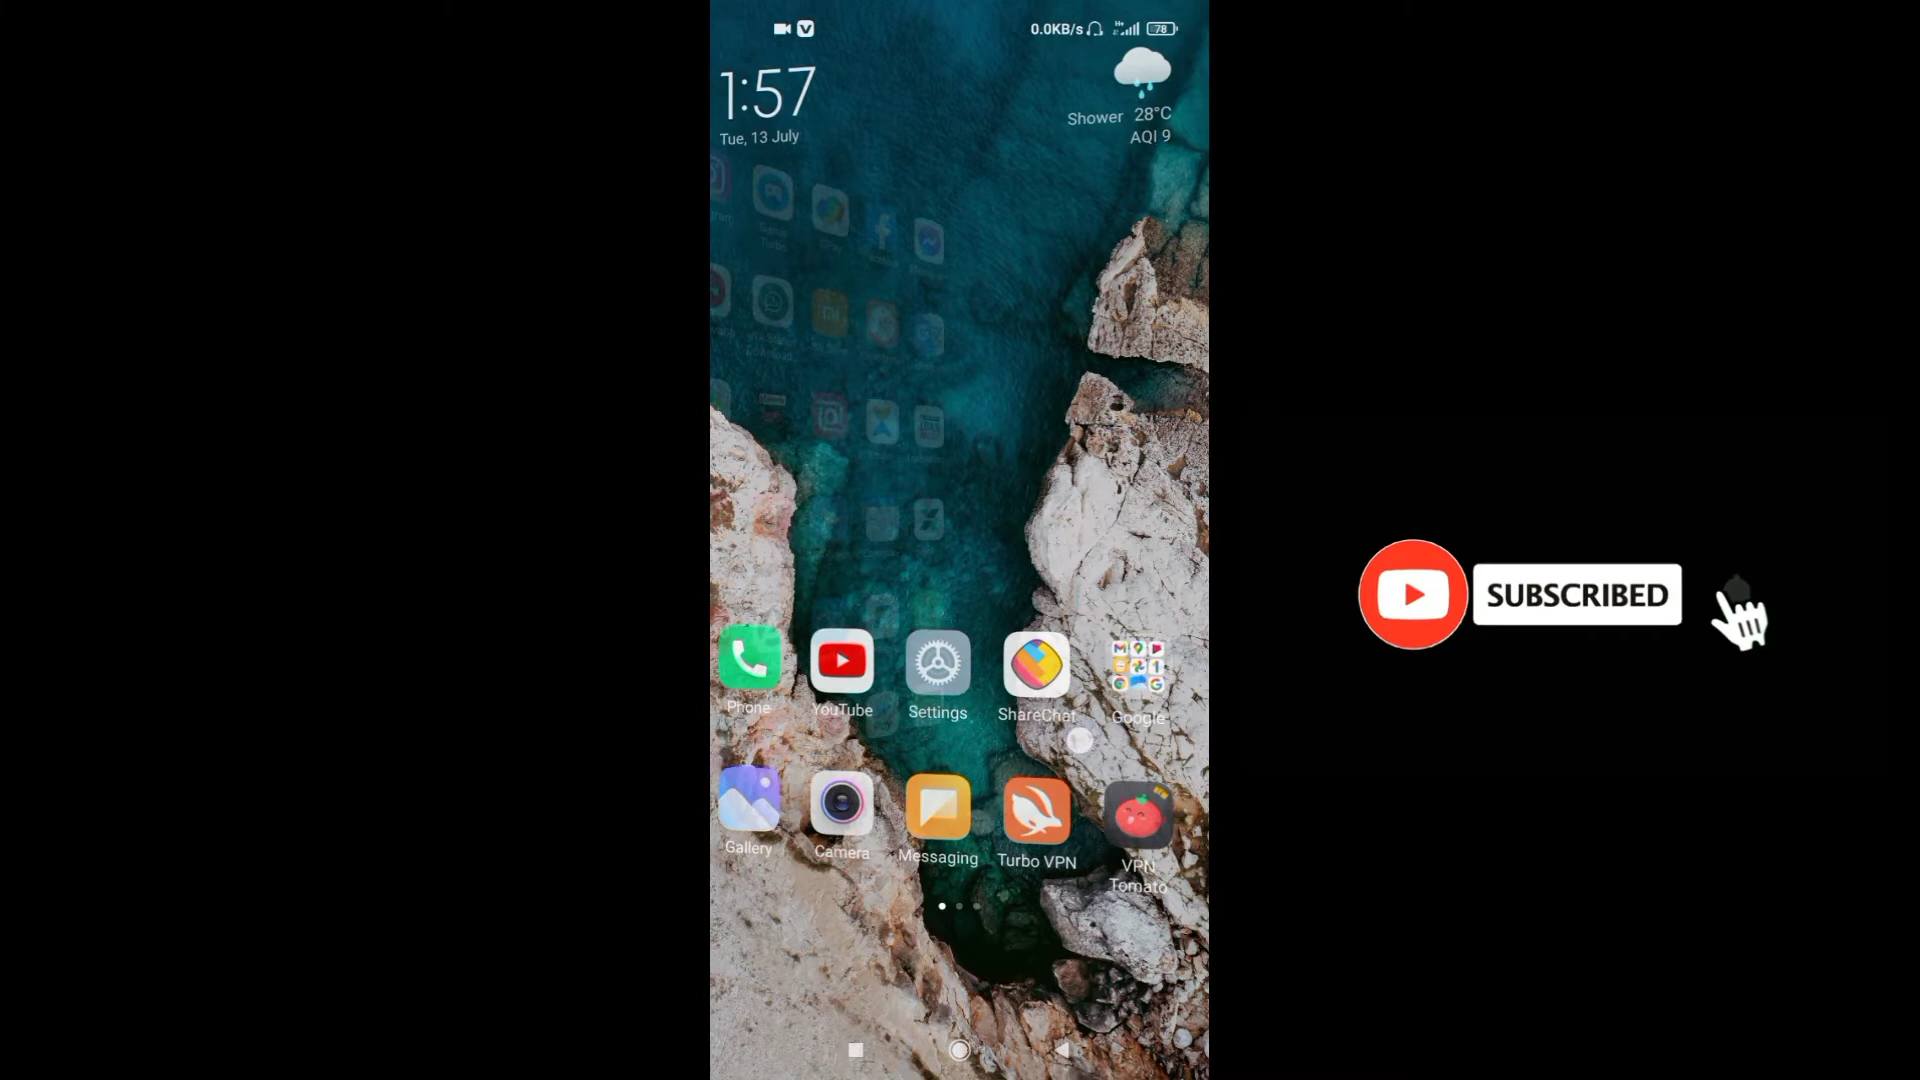 0.0KB/s H+ 78
1:57
Tue, 13 July
Shower 28°C
AQI 9
Phone YouTube Settings ShareChat Google
Gallery Camera Messaging Turbo VPN VPN Tomato
SUBSCRIBED